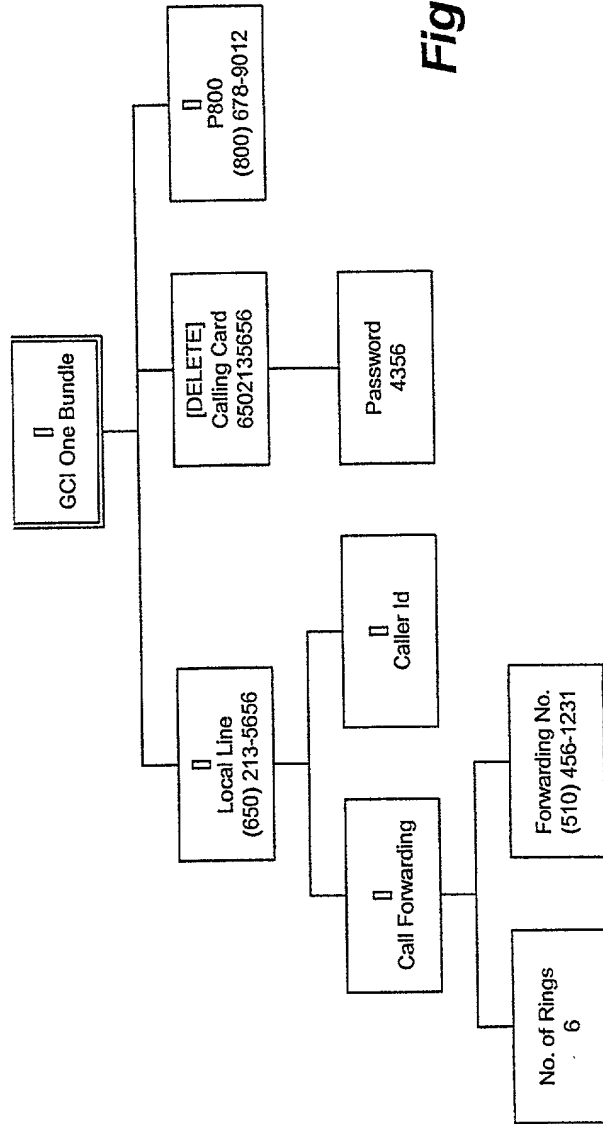 []
GCI One Bundle
[]
Local Line
(650) 213-5656
[DELETE]
Calling Card
6502135656
[]
P800
(800) 678-9012
[]
Call Forwarding
[]
Caller Id
Password
4356
No. of Rings
6
Forwarding No.
(510) 456-1231
Fig